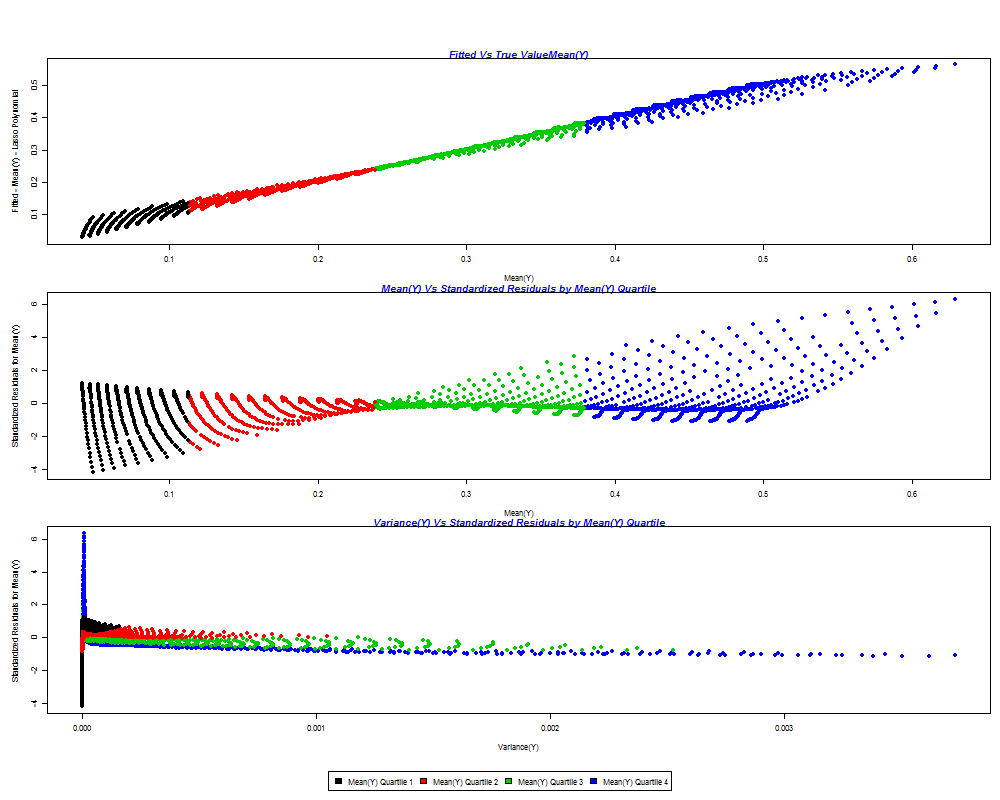 Fitted Vs True ValueMean(Y)
Fitted - Mean(Y) - Lasso Polynomial
0.1 0.2 0.3 0.4 0.5
0.1 0.2 0.3 0.4 0.5 0.6
Mean(Y)
Mean(Y) Vs Standardized Residuals by Mean(Y) Quartile
Standardized Residuals for Mean(Y)
-4 -2 0 2 4 6
0.1 0.2 0.3 0.4 0.5 0.6
Mean(Y)
Variance(Y) Vs Standardized Residuals by Mean(Y) Quartile
Standardized Residuals for Mean(Y)
-4 -2 0 2 4 6
0.000 0.001 0.002 0.003
Variance(Y)
Mean(Y) Quartile 1 Mean(Y) Quartile 2 Mean(Y) Quartile 3 Mean(Y) Quartile 4